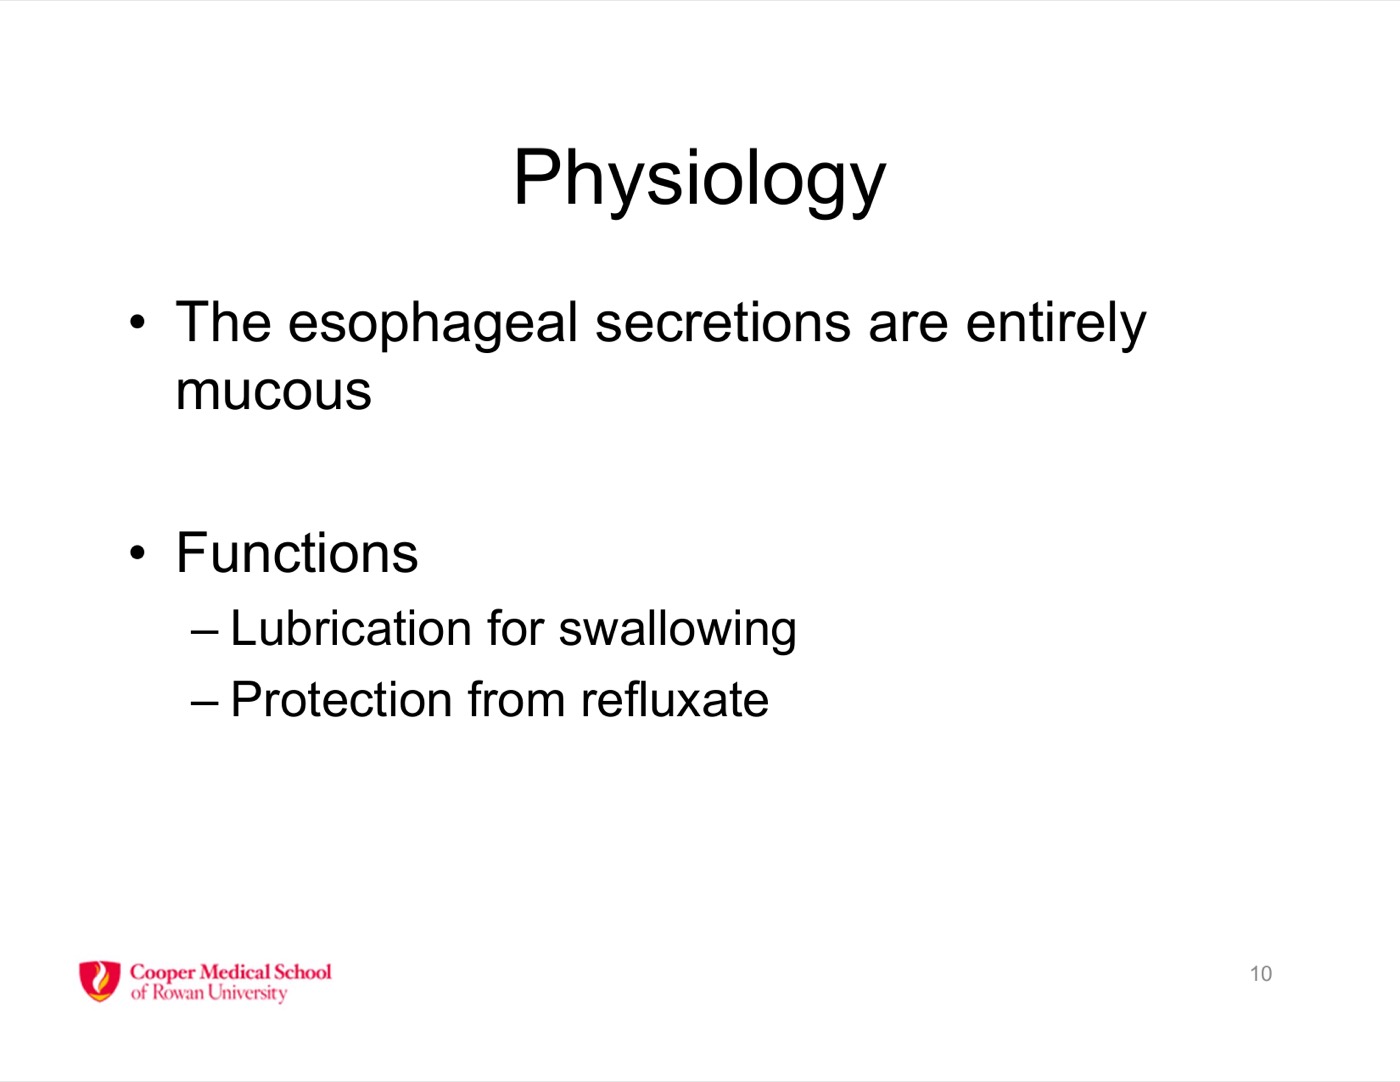 Physiology
• The esophageal secretions are entirely
mucous
• Functions
– Lubrication for swallowing
– Protection from refluxate
Cooper Medical School
of Rowan University
10